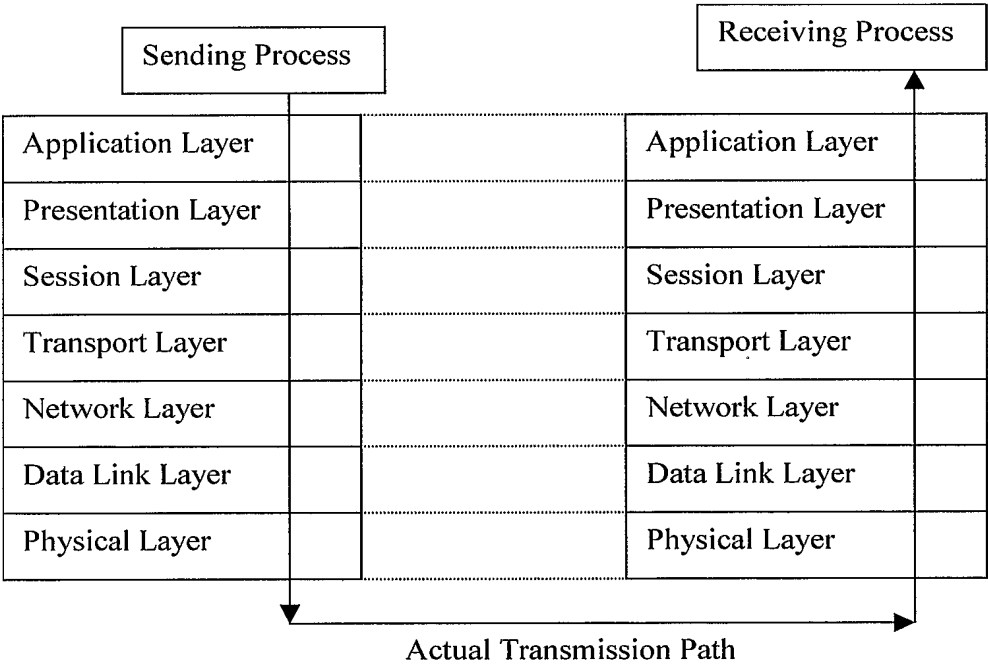 Sending Process
Receiving Process
Application Layer
Presentation Layer
Session Layer
Transport Layer
Network Layer
Data Link Layer
Physical Layer
Application Layer
Presentation Layer
Session Layer
Transport Layer
Network Layer
Data Link Layer
Physical Layer
Actual Transmission Path